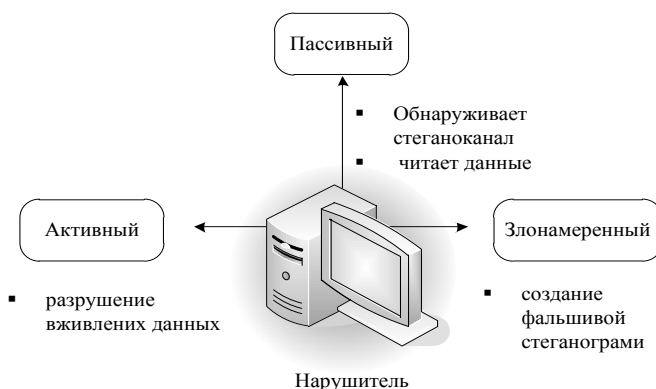 Пассивный
▪ Обнаруживает
стеганоканал
▪ читает данные
Активный
Злонамеренный
▪ разрушение
вживлених данных
▪ создание
фальшивой
стеганограми
Нарушитель